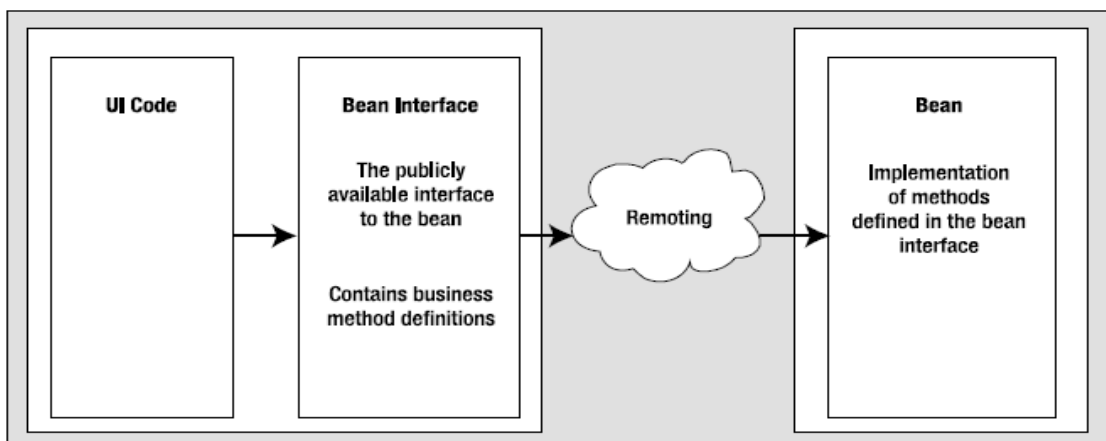 UI Code
Bean Interface
The publicly
available interface
to the bean
Contains business
method definitions
Remoting
Bean
Implementation
of methods
defined in the bean
interface